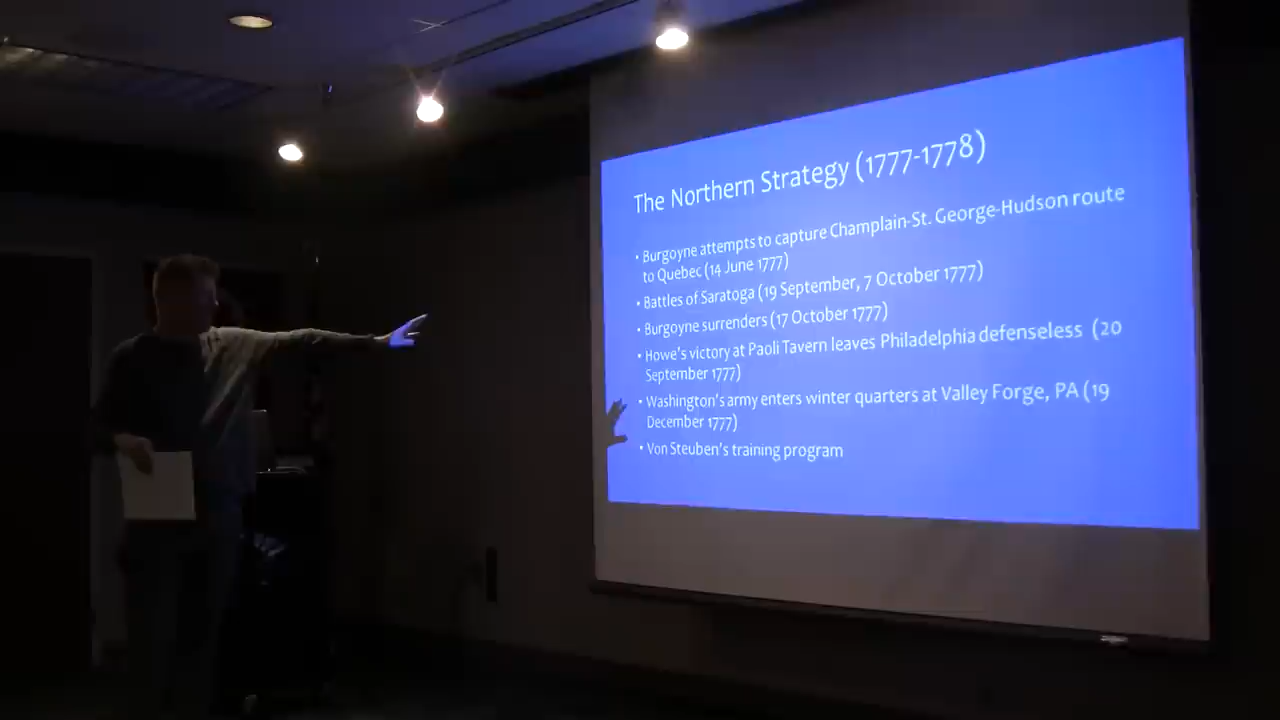 The Northern Strategy (1777-1778)
• Burgoyne attempts to capture Champlain-St. George-Hudson route
to Quebec (14 June 1777)
• Battles of Saratoga (19 September, 7 October 1777)
• Burgoyne surrenders (17 October 1777)
• Howe's victory at Paoli Tavern leaves Philadelphia defenseless (20
September 1777)
• Washington's army enters winter quarters at Valley Forge, PA (19
December 1777)
• Von Steuben's training program